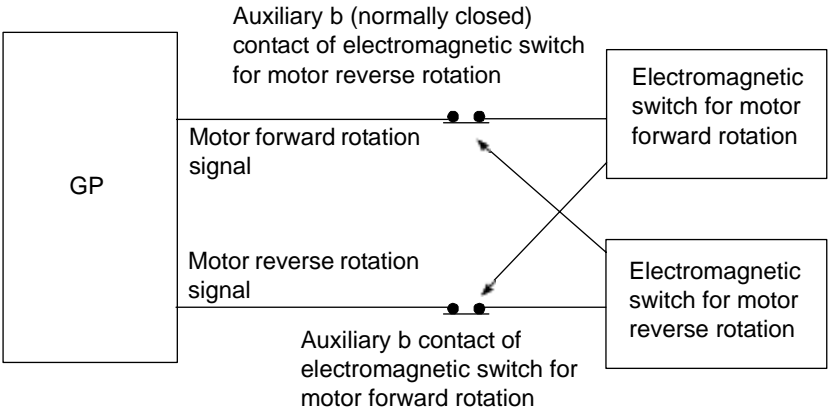 Auxiliary b (normally closed)
contact of electromagnetic switch
for motor reverse rotation
Electromagnetic
switch for motor
forward rotation
Motor forward rotation
signal
GP
Motor reverse rotation
signal
Electromagnetic
switch for motor
reverse rotation
Auxiliary b contact of
electromagnetic switch for
motor forward rotation